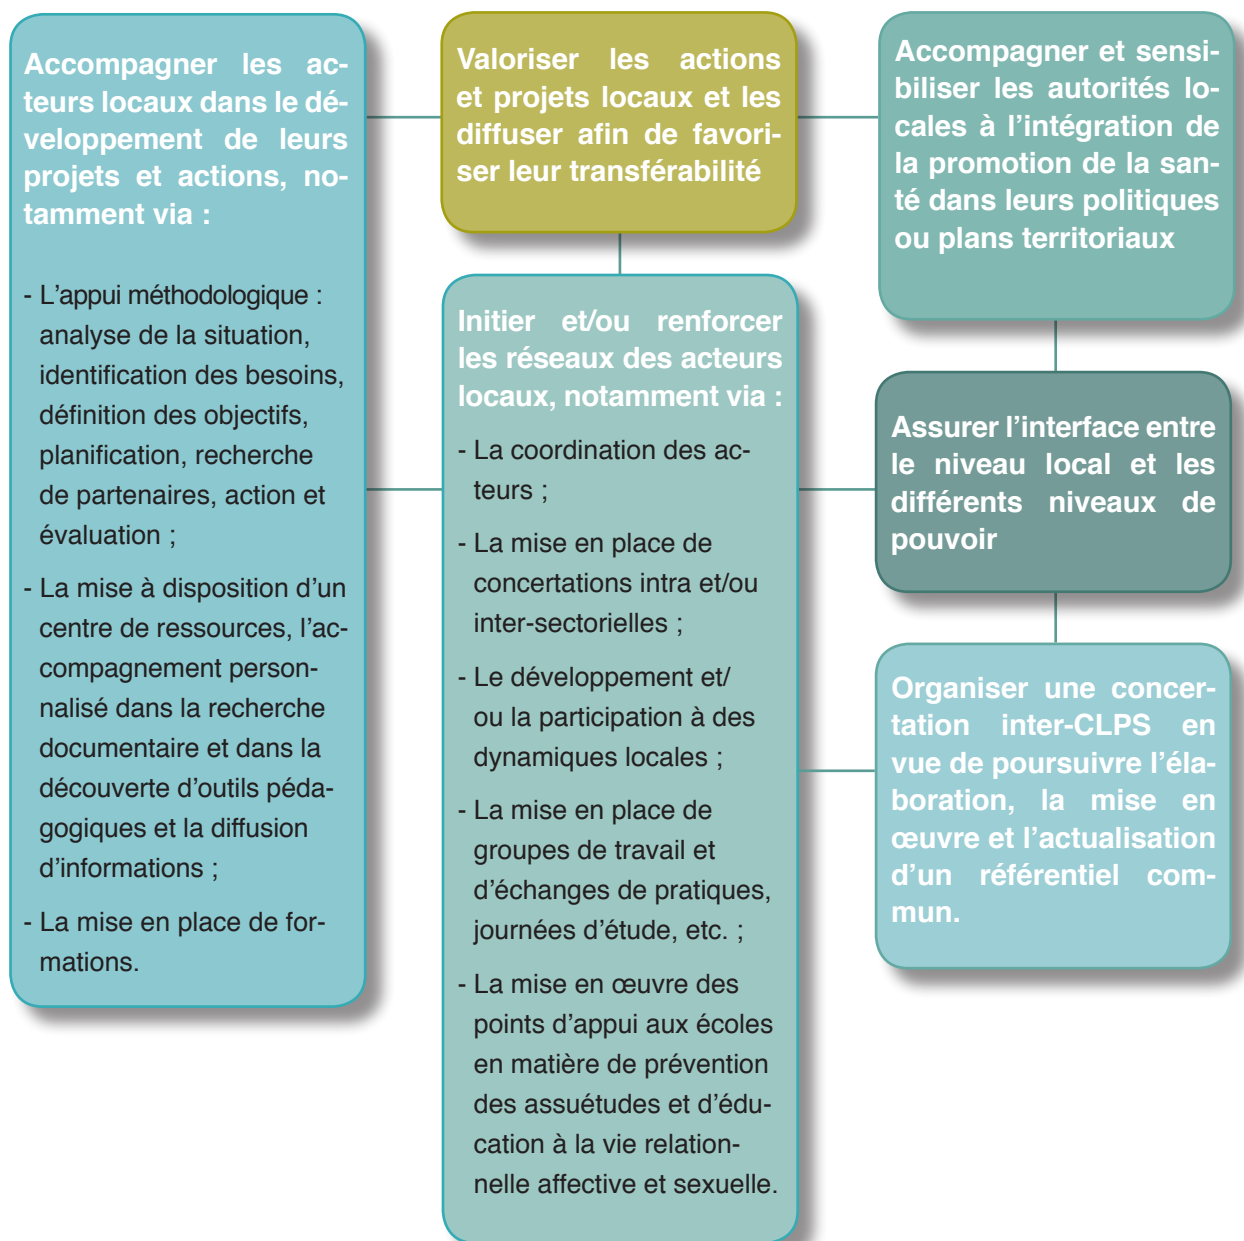 Accompagner les ac-
teurs locaux dans le dé-
veloppement de leurs
projets et actions, no-
tamment via :
- L’appui méthodologique :
analyse de la situation,
identification des besoins,
définition des objectifs,
planification, recherche
de partenaires, action et
évaluation ;
- La mise à disposition d’un
centre de ressources, l’ac-
compagnement person-
nalisé dans la recherche
documentaire et dans la
découverte d’outils péda-
gogiques et la diffusion
d’informations ;
- La mise en place de for-
mations.
Valoriser les actions
et projets locaux et les
diffuser afin de favori-
ser leur transférabilité
Initier et/ou renforcer
les réseaux des acteurs
locaux, notamment via :
- La coordination des ac-
teurs ;
- La mise en place de
concertations intra et/ou
inter-sectorielles ;
- Le développement et/
ou la participation à des
dynamiques locales ;
- La mise en place de
groupes de travail et
d’échanges de pratiques,
journées d’étude, etc. ;
- La mise en œuvre des
points d’appui aux écoles
en matière de prévention
des assuétudes et d’édu-
cation à la vie relation-
nelle affective et sexuelle.
Accompagner et sensi-
biliser les autorités lo-
cales à l’intégration de
la promotion de la san-
té dans leurs politiques
ou plans territoriaux
Assurer l’interface entre
le niveau local et les
différents niveaux de
pouvoir
Organiser une concer-
tation inter-CLPS en
vue de poursuivre l’éla-
boration, la mise en
œuvre et l’actualisation
d’un référentiel com-
mun.